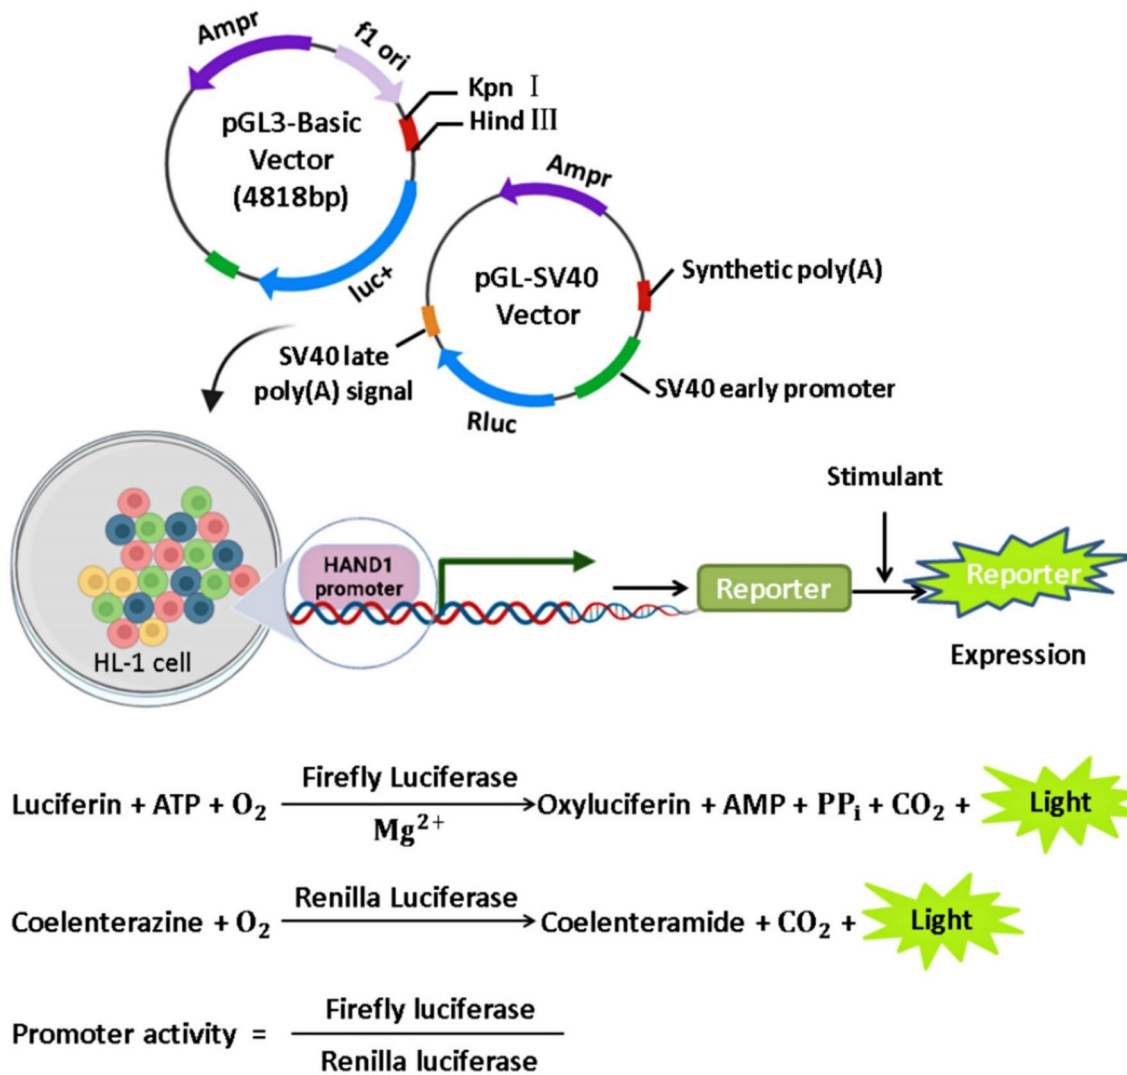 Ampr
f1 ori
Kpn Ⅰ
Hind Ⅲ
pGL3-Basic
Vector
(4818bp)
luc+
Ampr
pGL-SV40
Vector
Synthetic poly(A)
SV40 late
poly(A) signal
SV40 early promoter
Rluc
Stimulant
HAND1
promoter
Reporter
Reporter
Expression
HL-1 cell
Firefly Luciferase
Luciferin + ATP + O₂ Oxyluciferin + AMP + PPᵢ + CO₂ + Light
Mg²⁺
Renilla Luciferase
Coelenterazine + O₂ Coelenteramide + CO₂ + Light
Firefly luciferase
Promoter activity =
Renilla luciferase